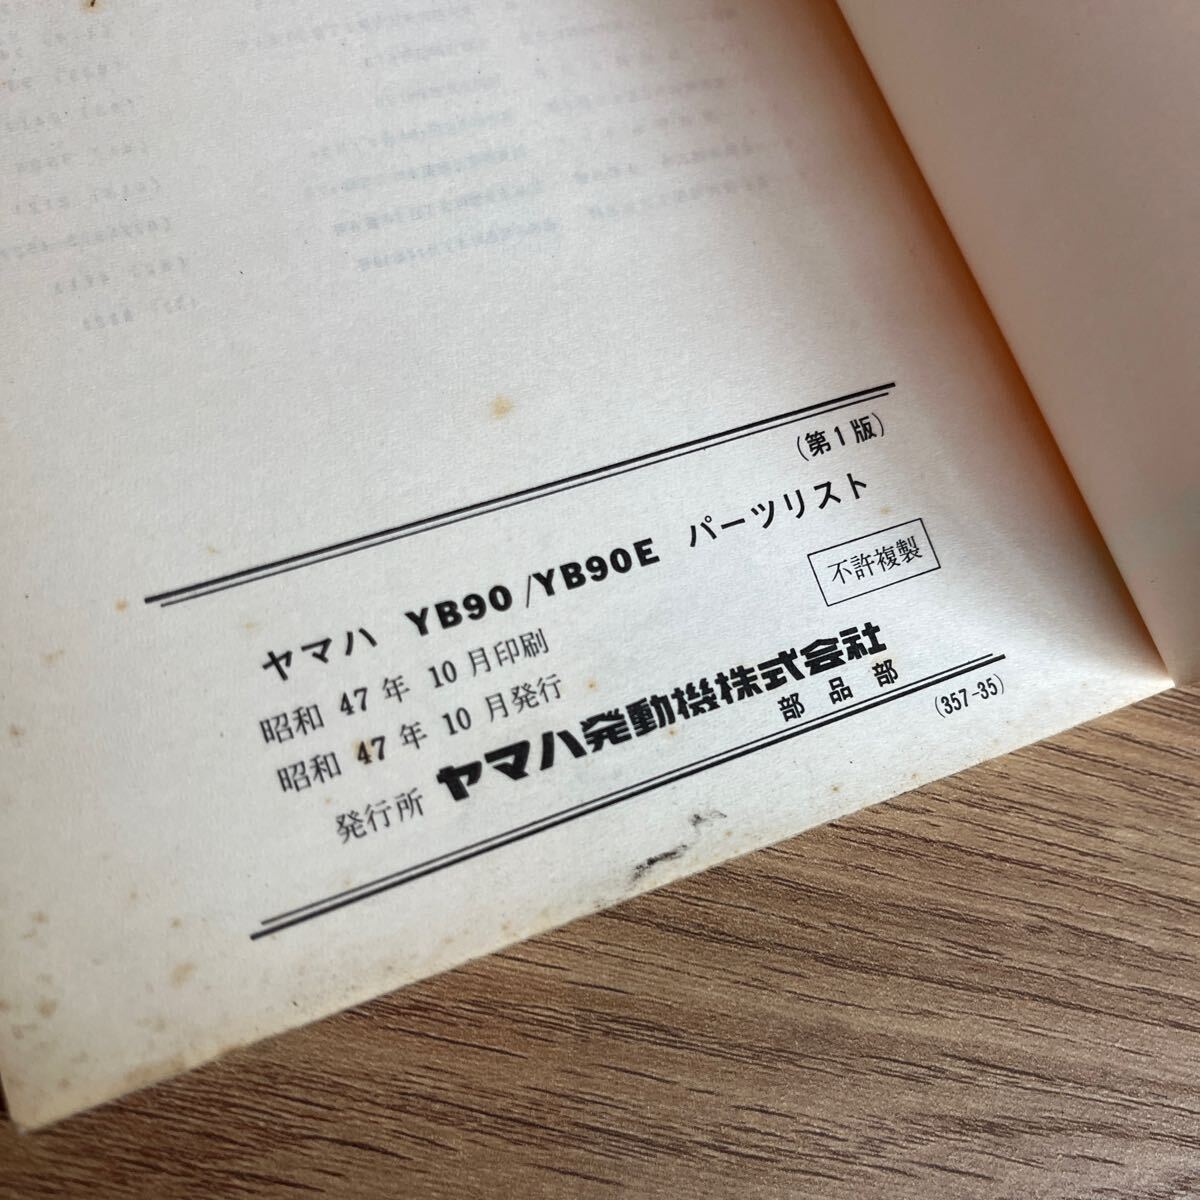 (第1版)
ヤマハ YB90/YB90E パーツリスト
不許複製
昭和 47 年 10 月印刷
昭和 47 年 10 月発行
発行所 ヤマハ発動機株式会社
部品部
(357-35)